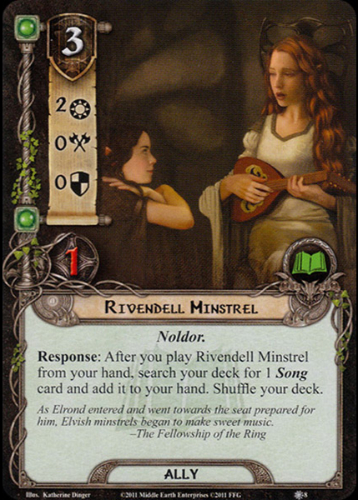 3
2
0
0
1
Rivendell Minstrel
Noldor.
Response: After you play Rivendell Minstrel
from your hand, search your deck for 1 Song
card and add it to your hand. Shuffle your deck.
As Elrond entered and went towards the seat prepared for
him, Elvish minstrels began to make sweet music.
–The Fellowship of the Ring
ALLY
Illus. Katherine Dinger ©2011 Middle Earth Enterprises ©2011 FFG 8